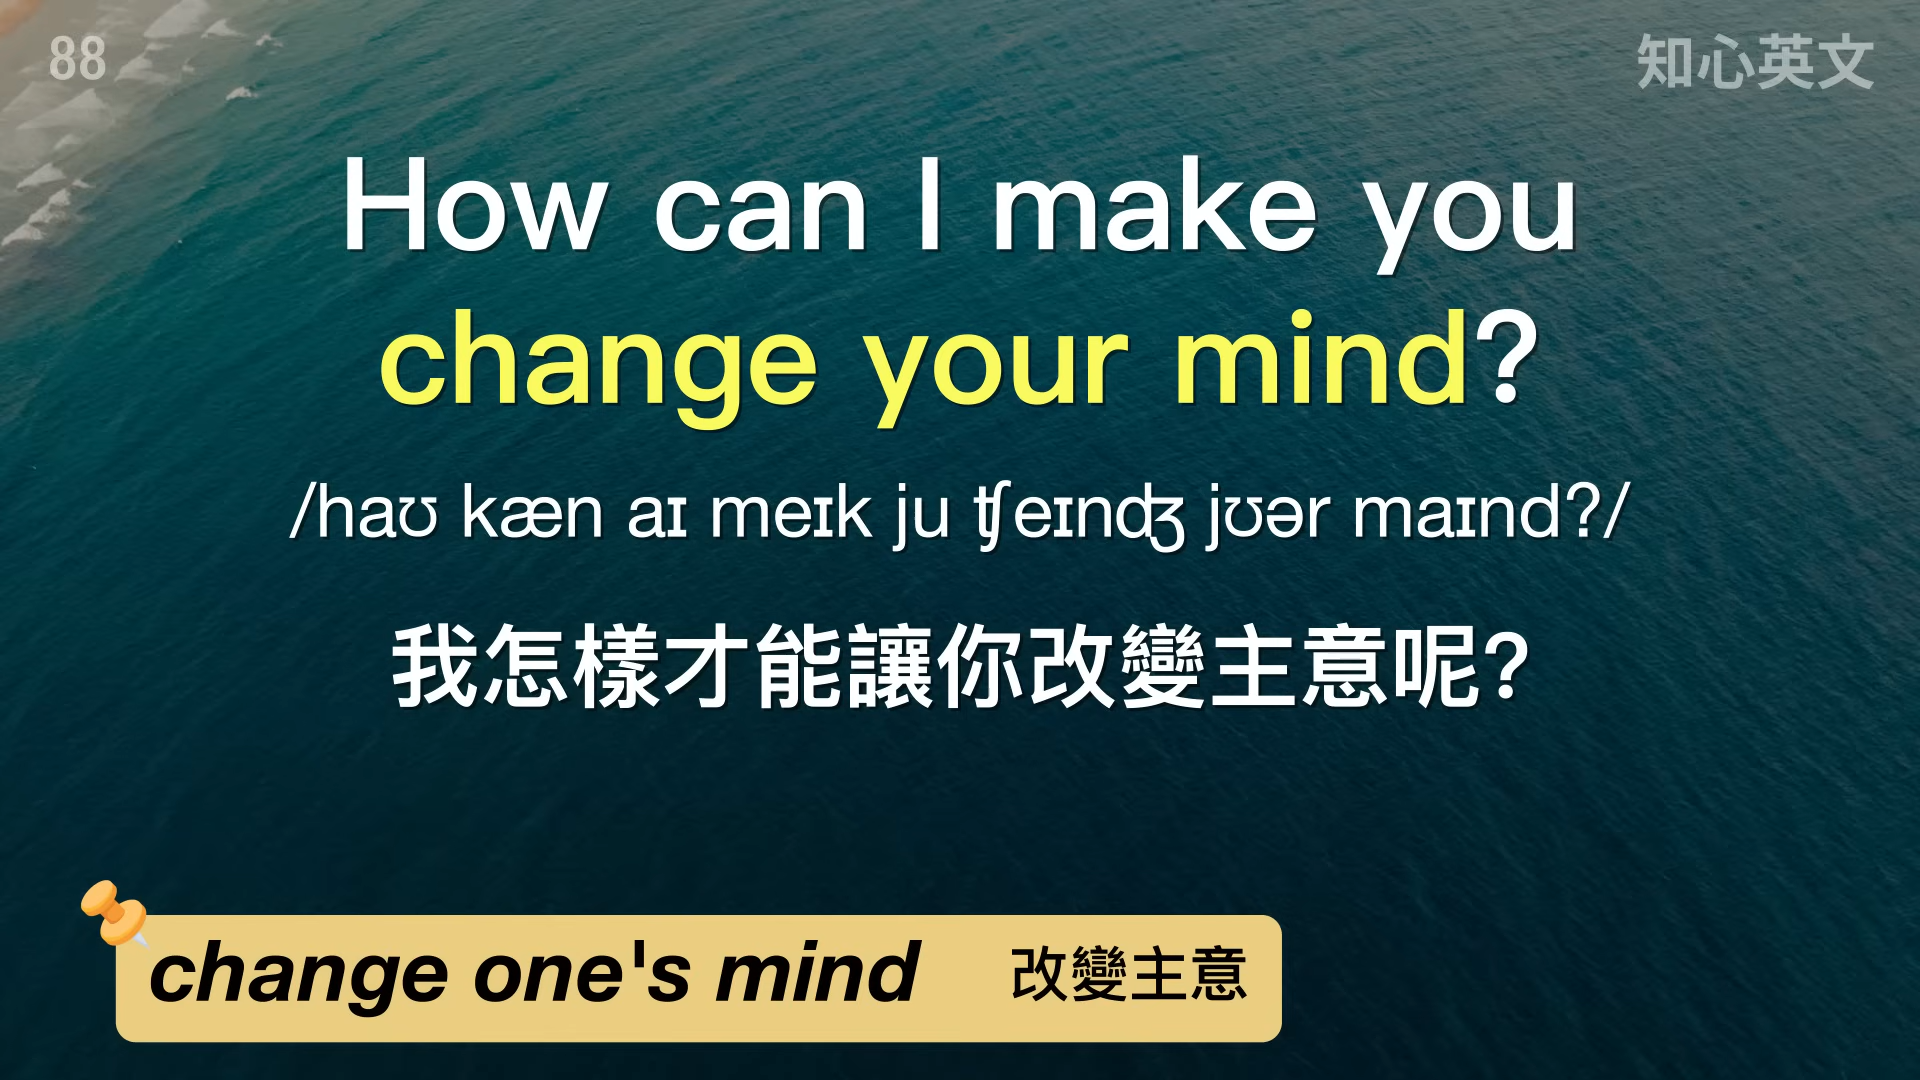 88
知心英文
How can I make you
change your mind?
/haʊ kæn aɪ meɪk ju ʧeɪnʤ jʊər maɪnd?/
我怎樣才能讓你改變主意呢?
change one's mind 改變主意